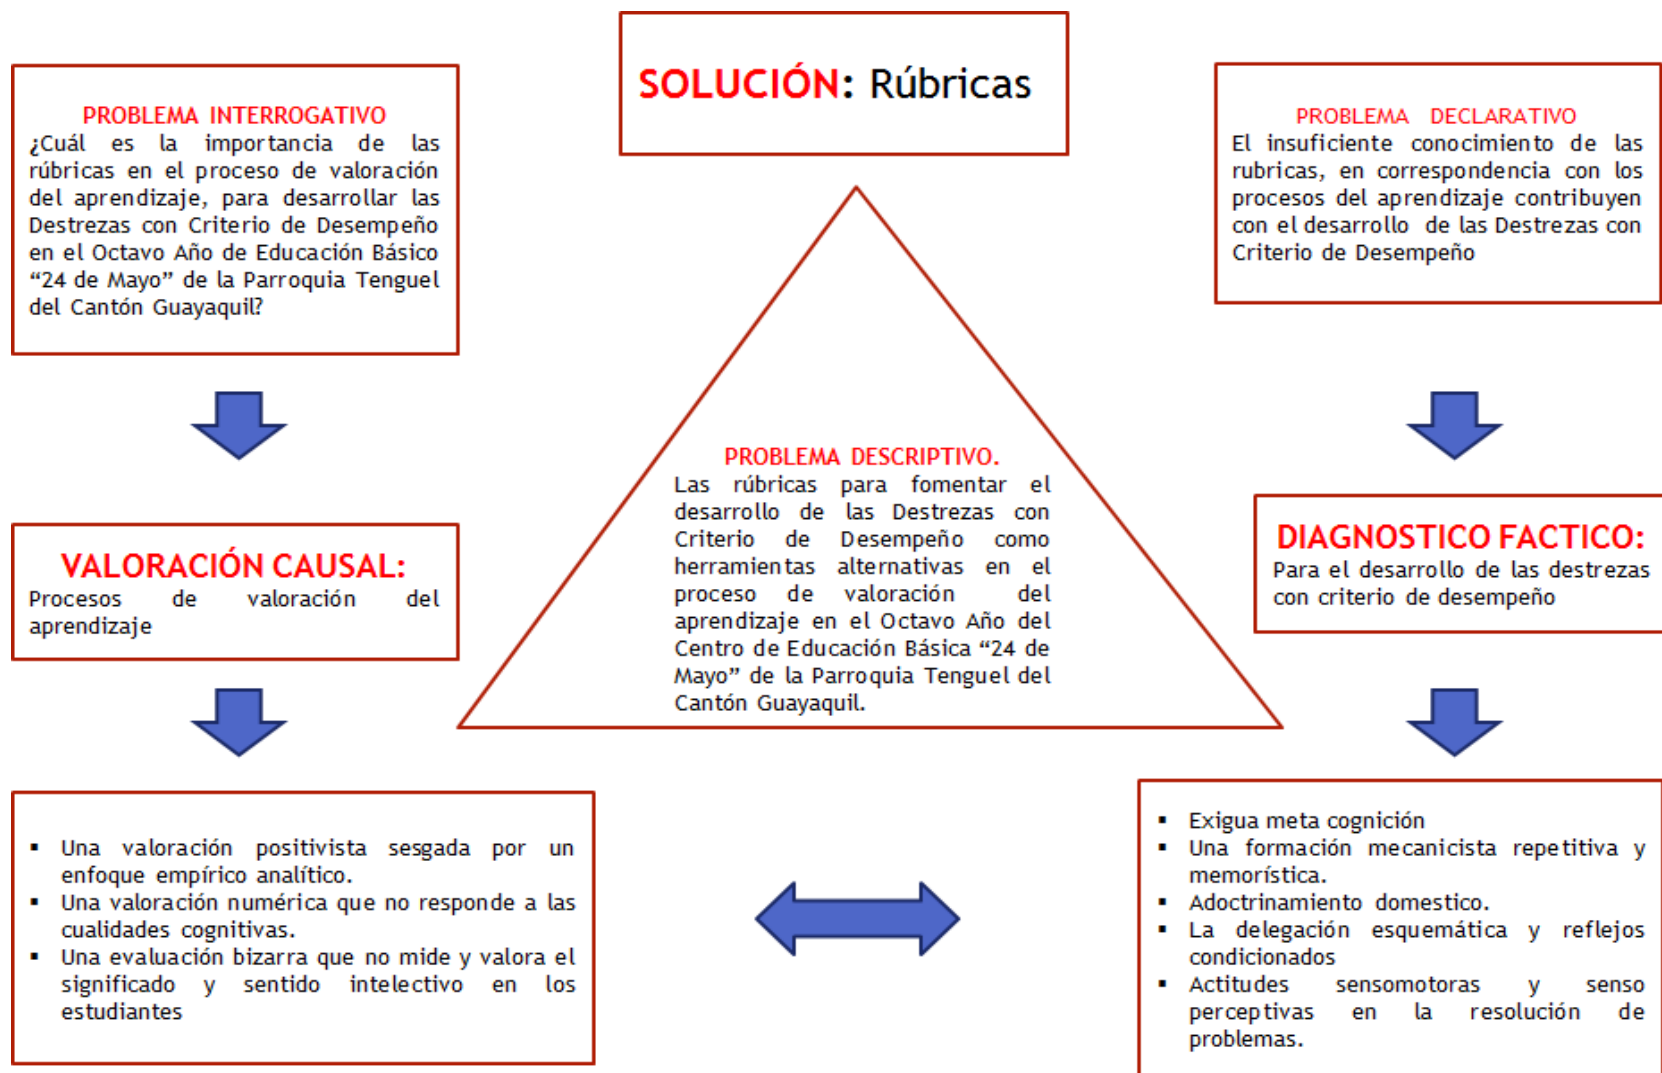 SOLUCIÓN: Rúbricas
PROBLEMA INTERROGATIVO
¿Cuál es la importancia de las
rúbricas en el proceso de valoración
del aprendizaje, para desarrollar las
Destrezas con Criterio de Desempeño
en el Octavo Año de Educación Básico
“24 de Mayo” de la Parroquia Tenguel
del Cantón Guayaquil?
PROBLEMA DECLARATIVO
El insuficiente conocimiento de las
rubricas, en correspondencia con los
procesos del aprendizaje contribuyen
con el desarrollo de las Destrezas con
Criterio de Desempeño
PROBLEMA DESCRIPTIVO.
Las rúbricas para fomentar el
desarrollo de las Destrezas con
Criterio de Desempeño como
herramientas alternativas en el
proceso de valoración del
aprendizaje en el Octavo Año del
Centro de Educación Básica “24 de
Mayo” de la Parroquia Tenguel del
Cantón Guayaquil.
VALORACIÓN CAUSAL:
Procesos de valoración del
aprendizaje
DIAGNOSTICO FACTICO:
Para el desarrollo de las destrezas
con criterio de desempeño
▪ Una valoración positivista sesgada por un
enfoque empírico analítico.
▪ Una valoración numérica que no responde a las
cualidades cognitivas.
▪ Una evaluación bizarra que no mide y valora el
significado y sentido intelectivo en los
estudiantes
▪ Exigua meta cognición
▪ Una formación mecanicista repetitiva y
memorística.
▪ Adoctrinamiento domestico.
▪ La delegación esquemática y reflejos
condicionados
▪ Actitudes sensomotoras y senso
perceptivas en la resolución de
problemas.